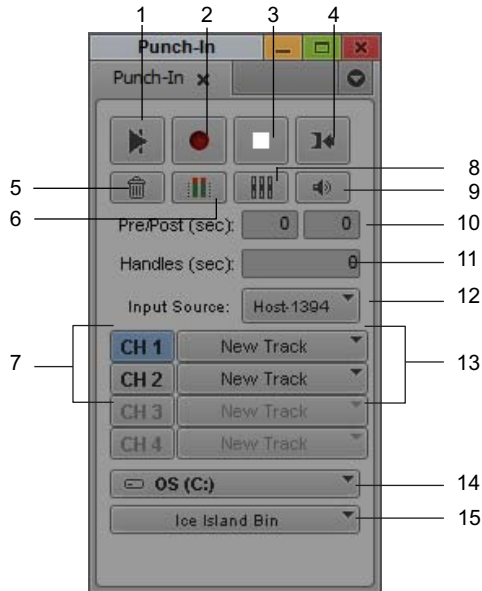 1 2 3 4
Punch-In
Punch-In x
5 8
6 9
Pre/Post (sec): 0 0 10
Handles (sec): 0 11
Input Source: Host-1394 12
7 13
CH 1 New Track
CH 2 New Track
CH 3 New Track
CH 4 New Track
OS (C:) 14
Ice Island Bin 15